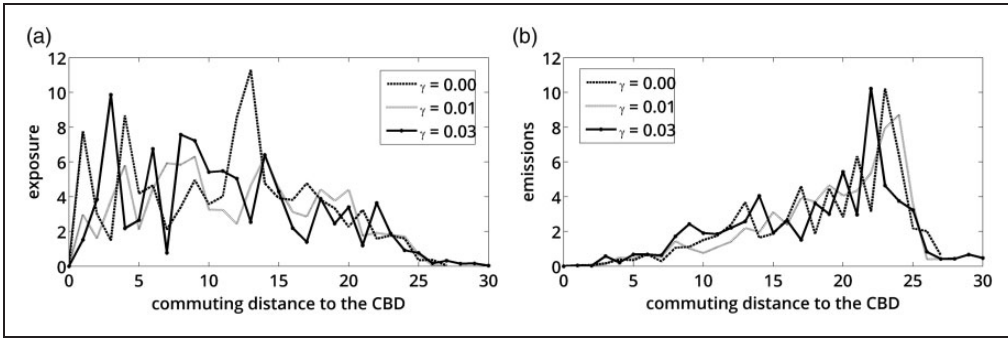 (a)
12
10
8
6
4
2
0
exposure
γ = 0.00
γ = 0.01
γ = 0.03
0 5 10 15 20 25 30
commuting distance to the CBD
(b)
12
10
8
6
4
2
0
emissions
γ = 0.00
γ = 0.01
γ = 0.03
0 5 10 15 20 25 30
commuting distance to the CBD